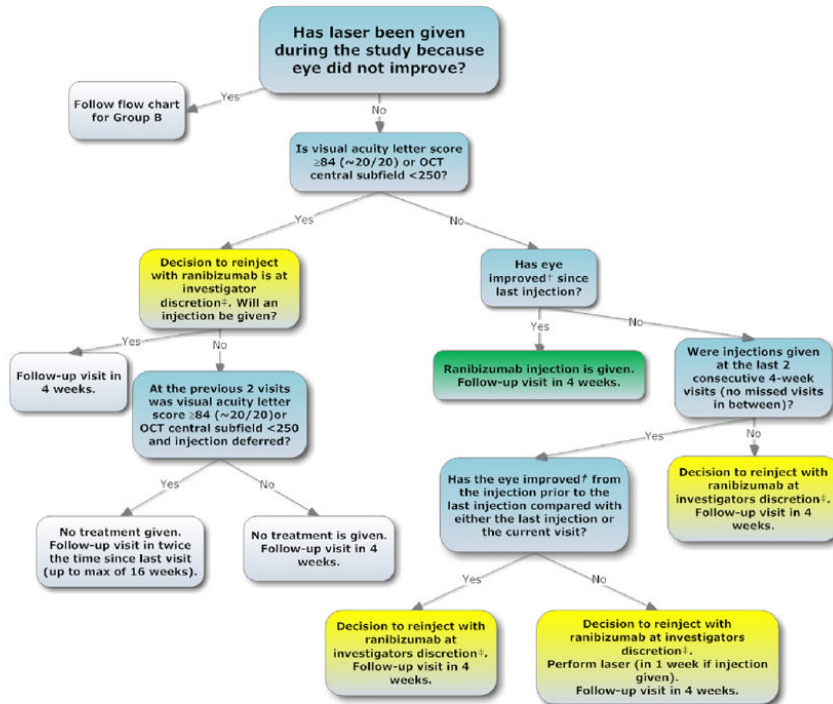 Has laser been given
during the study because
eye did not improve?
Yes
No
Follow flow chart
for Group B
Is visual acuity letter score
≥84 (~20/20) or OCT
central subfield <250?
Yes
No
Decision to reinject
with ranibizumab is at
investigator
discretion‡. Will an
injection be given?
Has eye
improved† since
last injection?
Yes
No
Yes
No
Follow-up visit in
4 weeks.
At the previous 2 visits
was visual acuity letter
score ≥84 (~20/20)or
OCT central subfield <250
and injection deferred?
Ranibizumab injection is given.
Follow-up visit in 4 weeks.
Were injections given
at the last 2
consecutive 4-week
visits (no missed visits
in between)?
Yes
No
Yes
No
Has the eye improved† from
the injection prior to the
last injection compared with
either the last injection or
the current visit?
Decision to reinject with
ranibizumab at
investigators discretion‡.
Follow-up visit in 4
weeks.
No treatment given.
Follow-up visit in twice
the time since last visit
(up to max of 16 weeks).
No treatment is given.
Follow-up visit in 4
weeks.
Yes
No
Decision to reinject with
ranibizumab at
investigators discretion‡.
Follow-up visit in 4
weeks.
Decision to reinject with
ranibizumab at investigators
discretion‡.
Perform laser (in 1 week if injection
given).
Follow-up visit in 4 weeks.